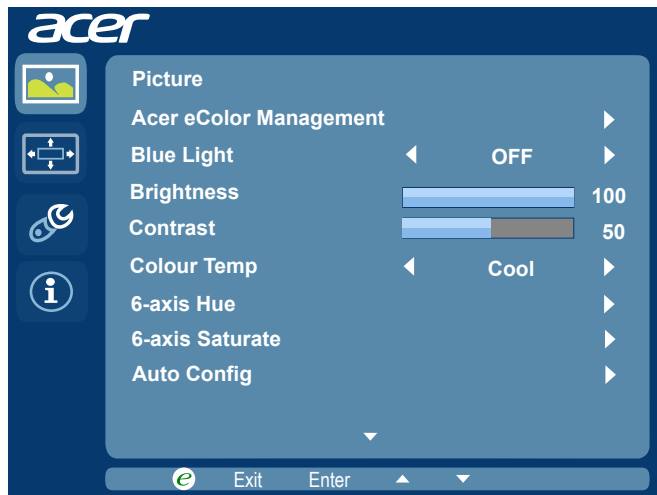 acer
Picture
Acer eColor Management
Blue Light OFF
Brightness 100
Contrast 50
Colour Temp Cool
6-axis Hue
6-axis Saturate
Auto Config
e Exit Enter